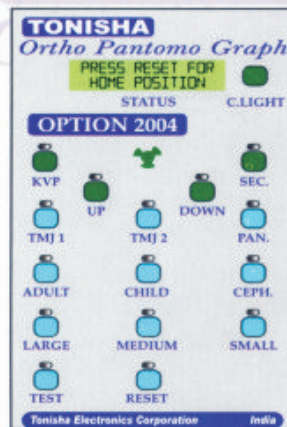 TONISHA
Ortho Pantomo Graph
PRESS RESET FOR
HOME POSITION
STATUS C.LIGHT
OPTION 2004
KVP SEC.
UP DOWN
TMJ 1 TMJ 2 PAN.
ADULT CHILD CEPH.
LARGE MEDIUM SMALL
TEST RESET
Tonisha Electronics Corporation India